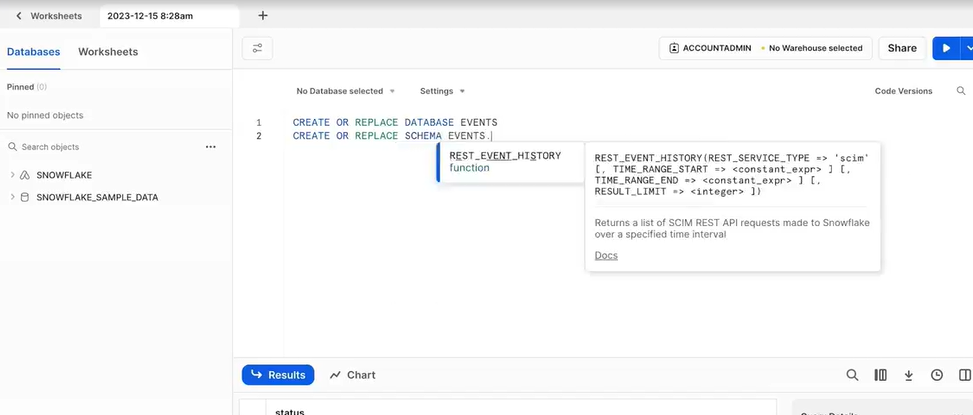 Worksheets
2023-12-15 8:28am
Databases
Worksheets
ACCOUNTADMIN
No Warehouse selected
Share
Pinned (0)
No pinned objects
Search objects
SNOWFLAKE
SNOWFLAKE_SAMPLE_DATA
No Database selected
Settings
Code Versions
1 CREATE OR REPLACE DATABASE EVENTS
2 CREATE OR REPLACE SCHEMA EVENTS.
REST_EVENT_HISTORY
function
REST_EVENT_HISTORY(REST_SERVICE_TYPE => 'scim'
[, TIME_RANGE_START => <constant_expr> ] [,
TIME_RANGE_END => <constant_expr> ] [,
RESULT_LIMIT => <integer> ])
Returns a list of SCIM REST API requests made to Snowflake
over a specified time interval
Docs
Results
Chart
status
Query Details